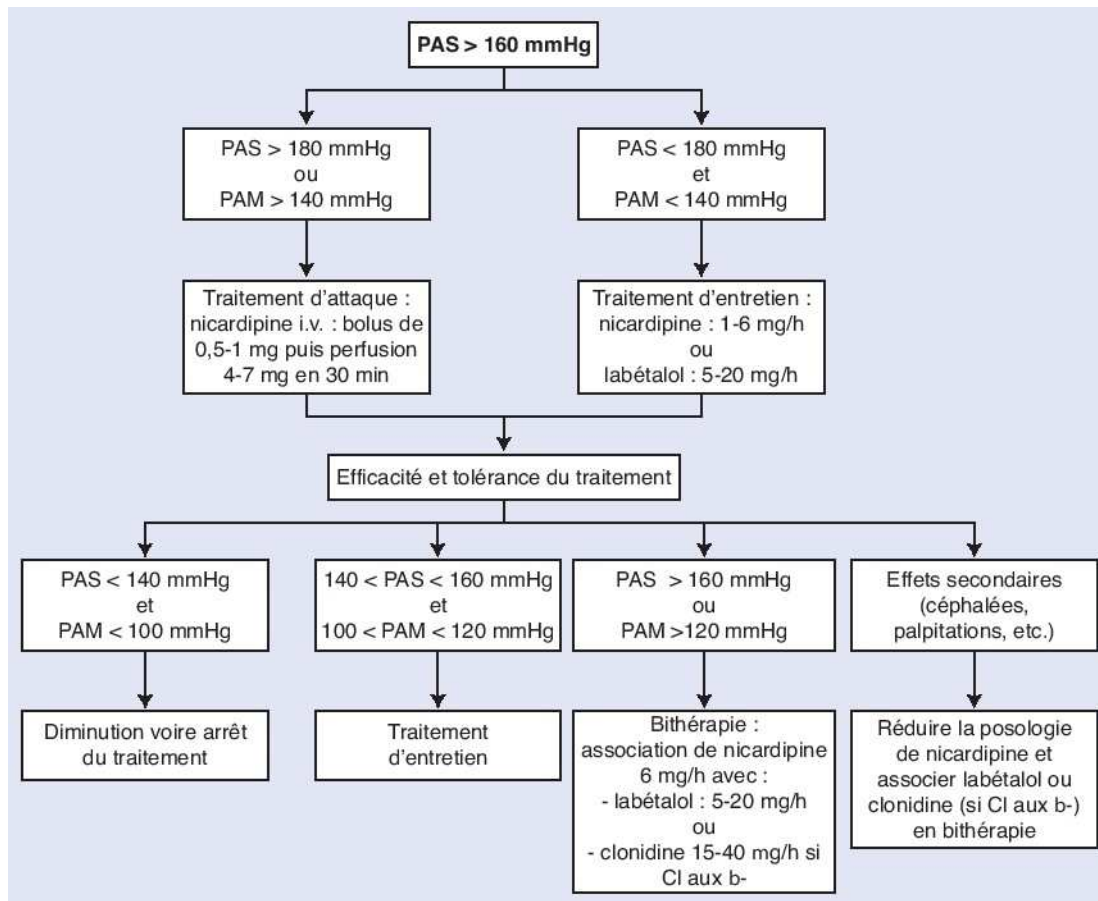 PAS > 160 mmHg
PAS > 180 mmHg
ou
PAM > 140 mmHg
PAS < 180 mmHg
et
PAM < 140 mmHg
Traitement d'attaque :
nicardipine i.v. : bolus de
0,5-1 mg puis perfusion
4-7 mg en 30 min
Traitement d'entretien :
nicardipine : 1-6 mg/h
ou
labétalol : 5-20 mg/h
Efficacité et tolérance du traitement
PAS < 140 mmHg
et
PAM < 100 mmHg
140 < PAS < 160 mmHg
et
100 < PAM < 120 mmHg
PAS > 160 mmHg
ou
PAM >120 mmHg
Effets secondaires
(céphalées,
palpitations, etc.)
Diminution voire arrêt
du traitement
Traitement
d'entretien
Bithérapie :
association de nicardipine
6 mg/h avec :
- labétalol : 5-20 mg/h
ou
- clonidine 15-40 mg/h si
CI aux b-
Réduire la posologie
de nicardipine et
associer labétalol ou
clonidine (si CI aux b-)
en bithérapie